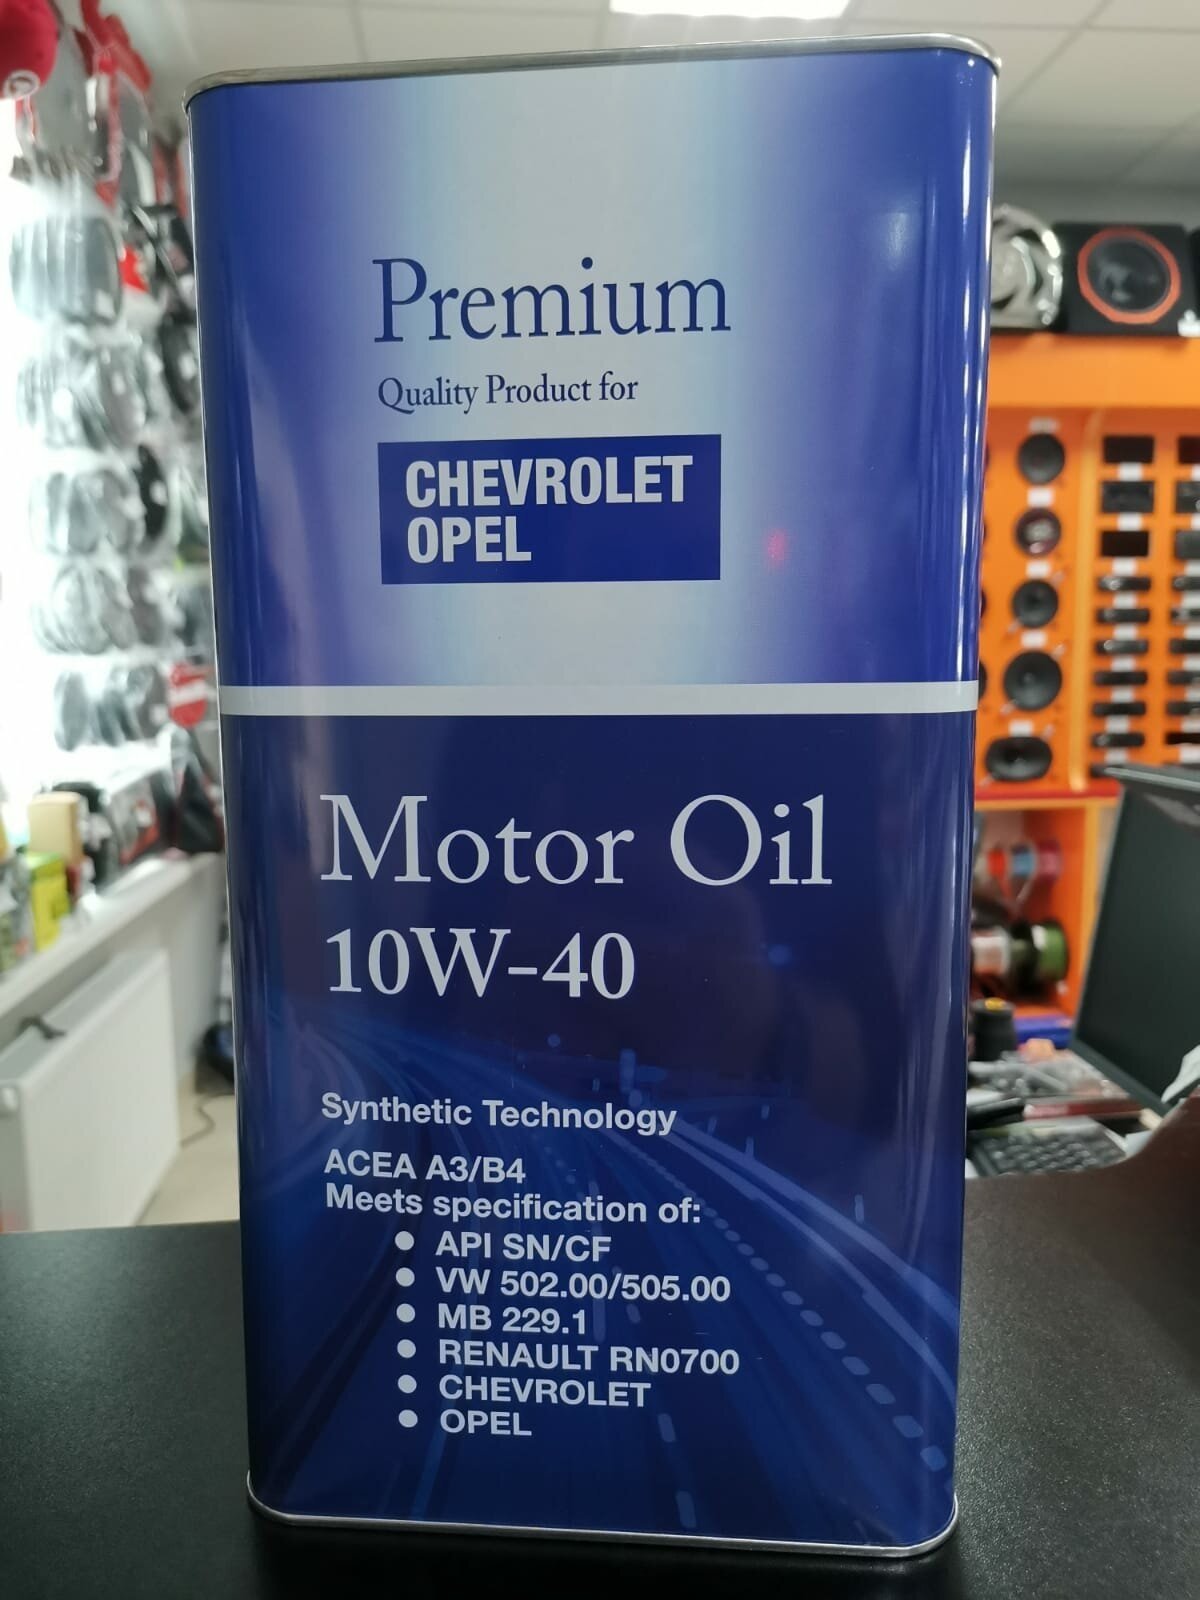 Premium
Quality Product for
CHEVROLET
OPEL
Motor Oil
10W-40
Synthetic Technology
ACEA A3/B4
Meets specification of:
● API SN/CF
● VW 502.00/505.00
● MB 229.1
● RENAULT RN0700
● CHEVROLET
● OPEL